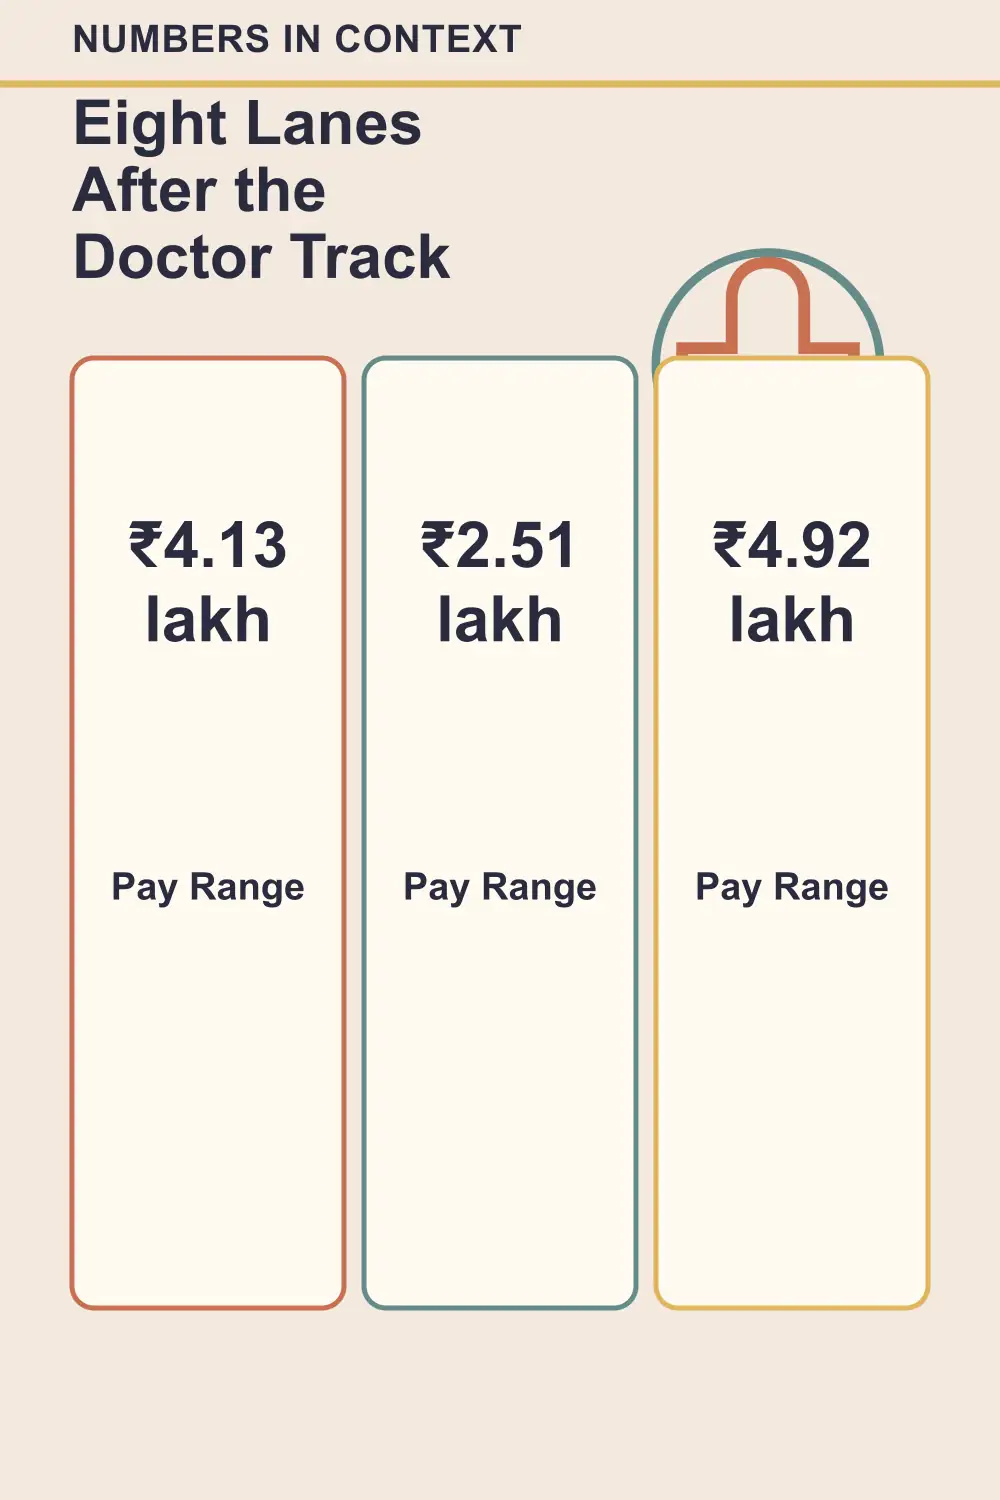 NUMBERS IN CONTEXT
Eight Lanes
After the
Doctor Track
₹4.13
lakh
Pay Range
₹2.51
lakh
Pay Range
₹4.92
lakh
Pay Range